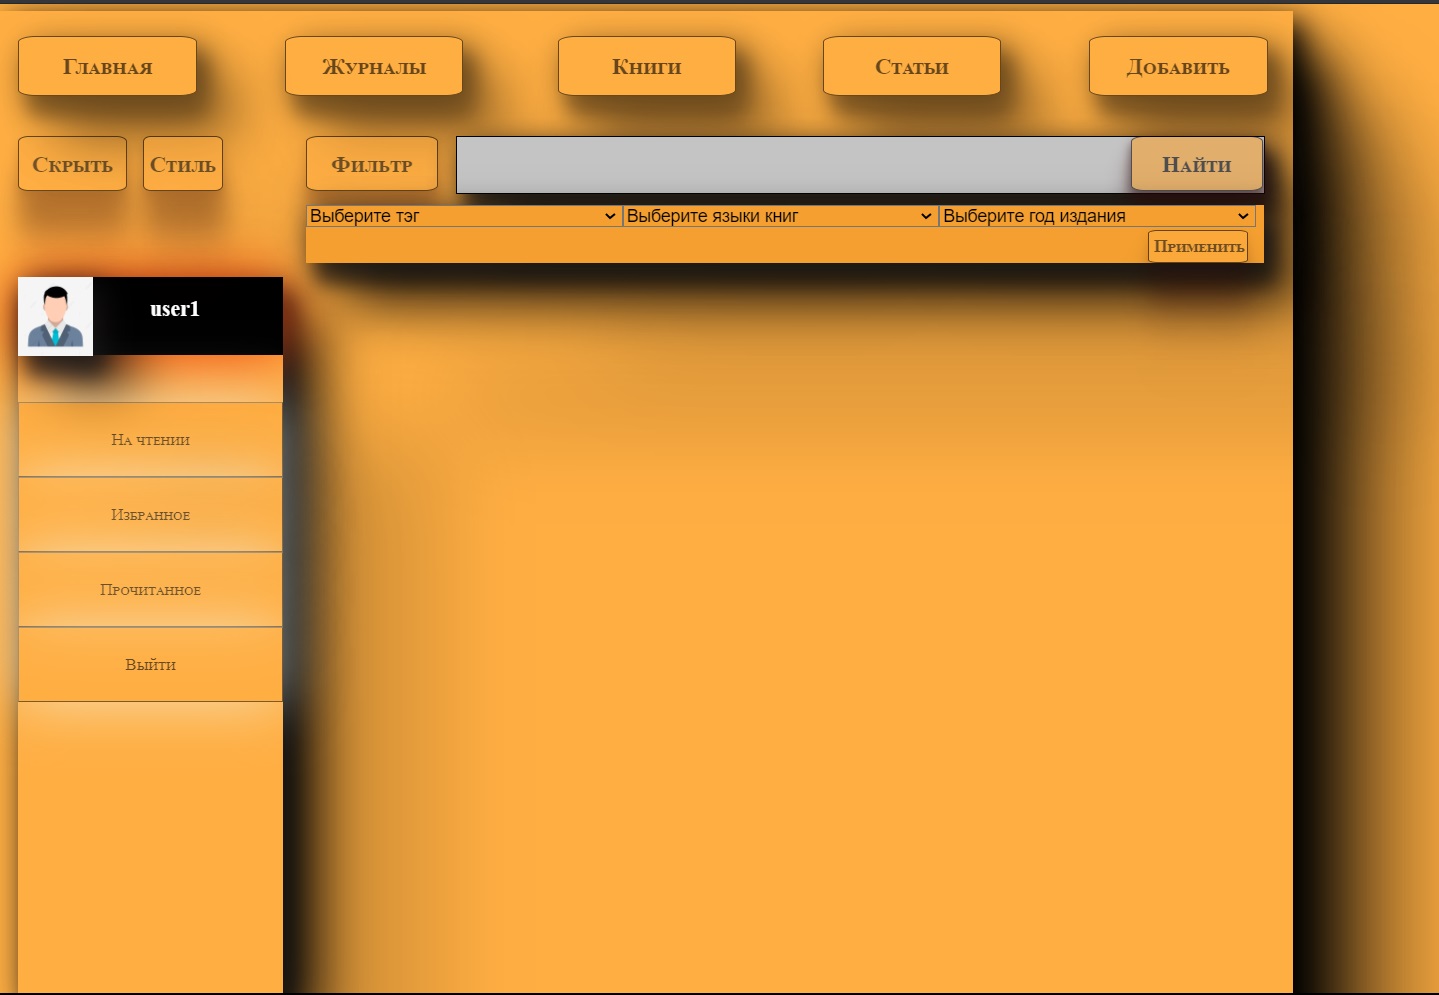 Главная
Журналы
Книги
Статьи
Добавить
Скрыть
Стиль
Фильтр
Найти
Выберите тэг
Выберите языки книг
Выберите год издания
Применить
user1
На чтении
Избранное
Прочитанное
Выйти